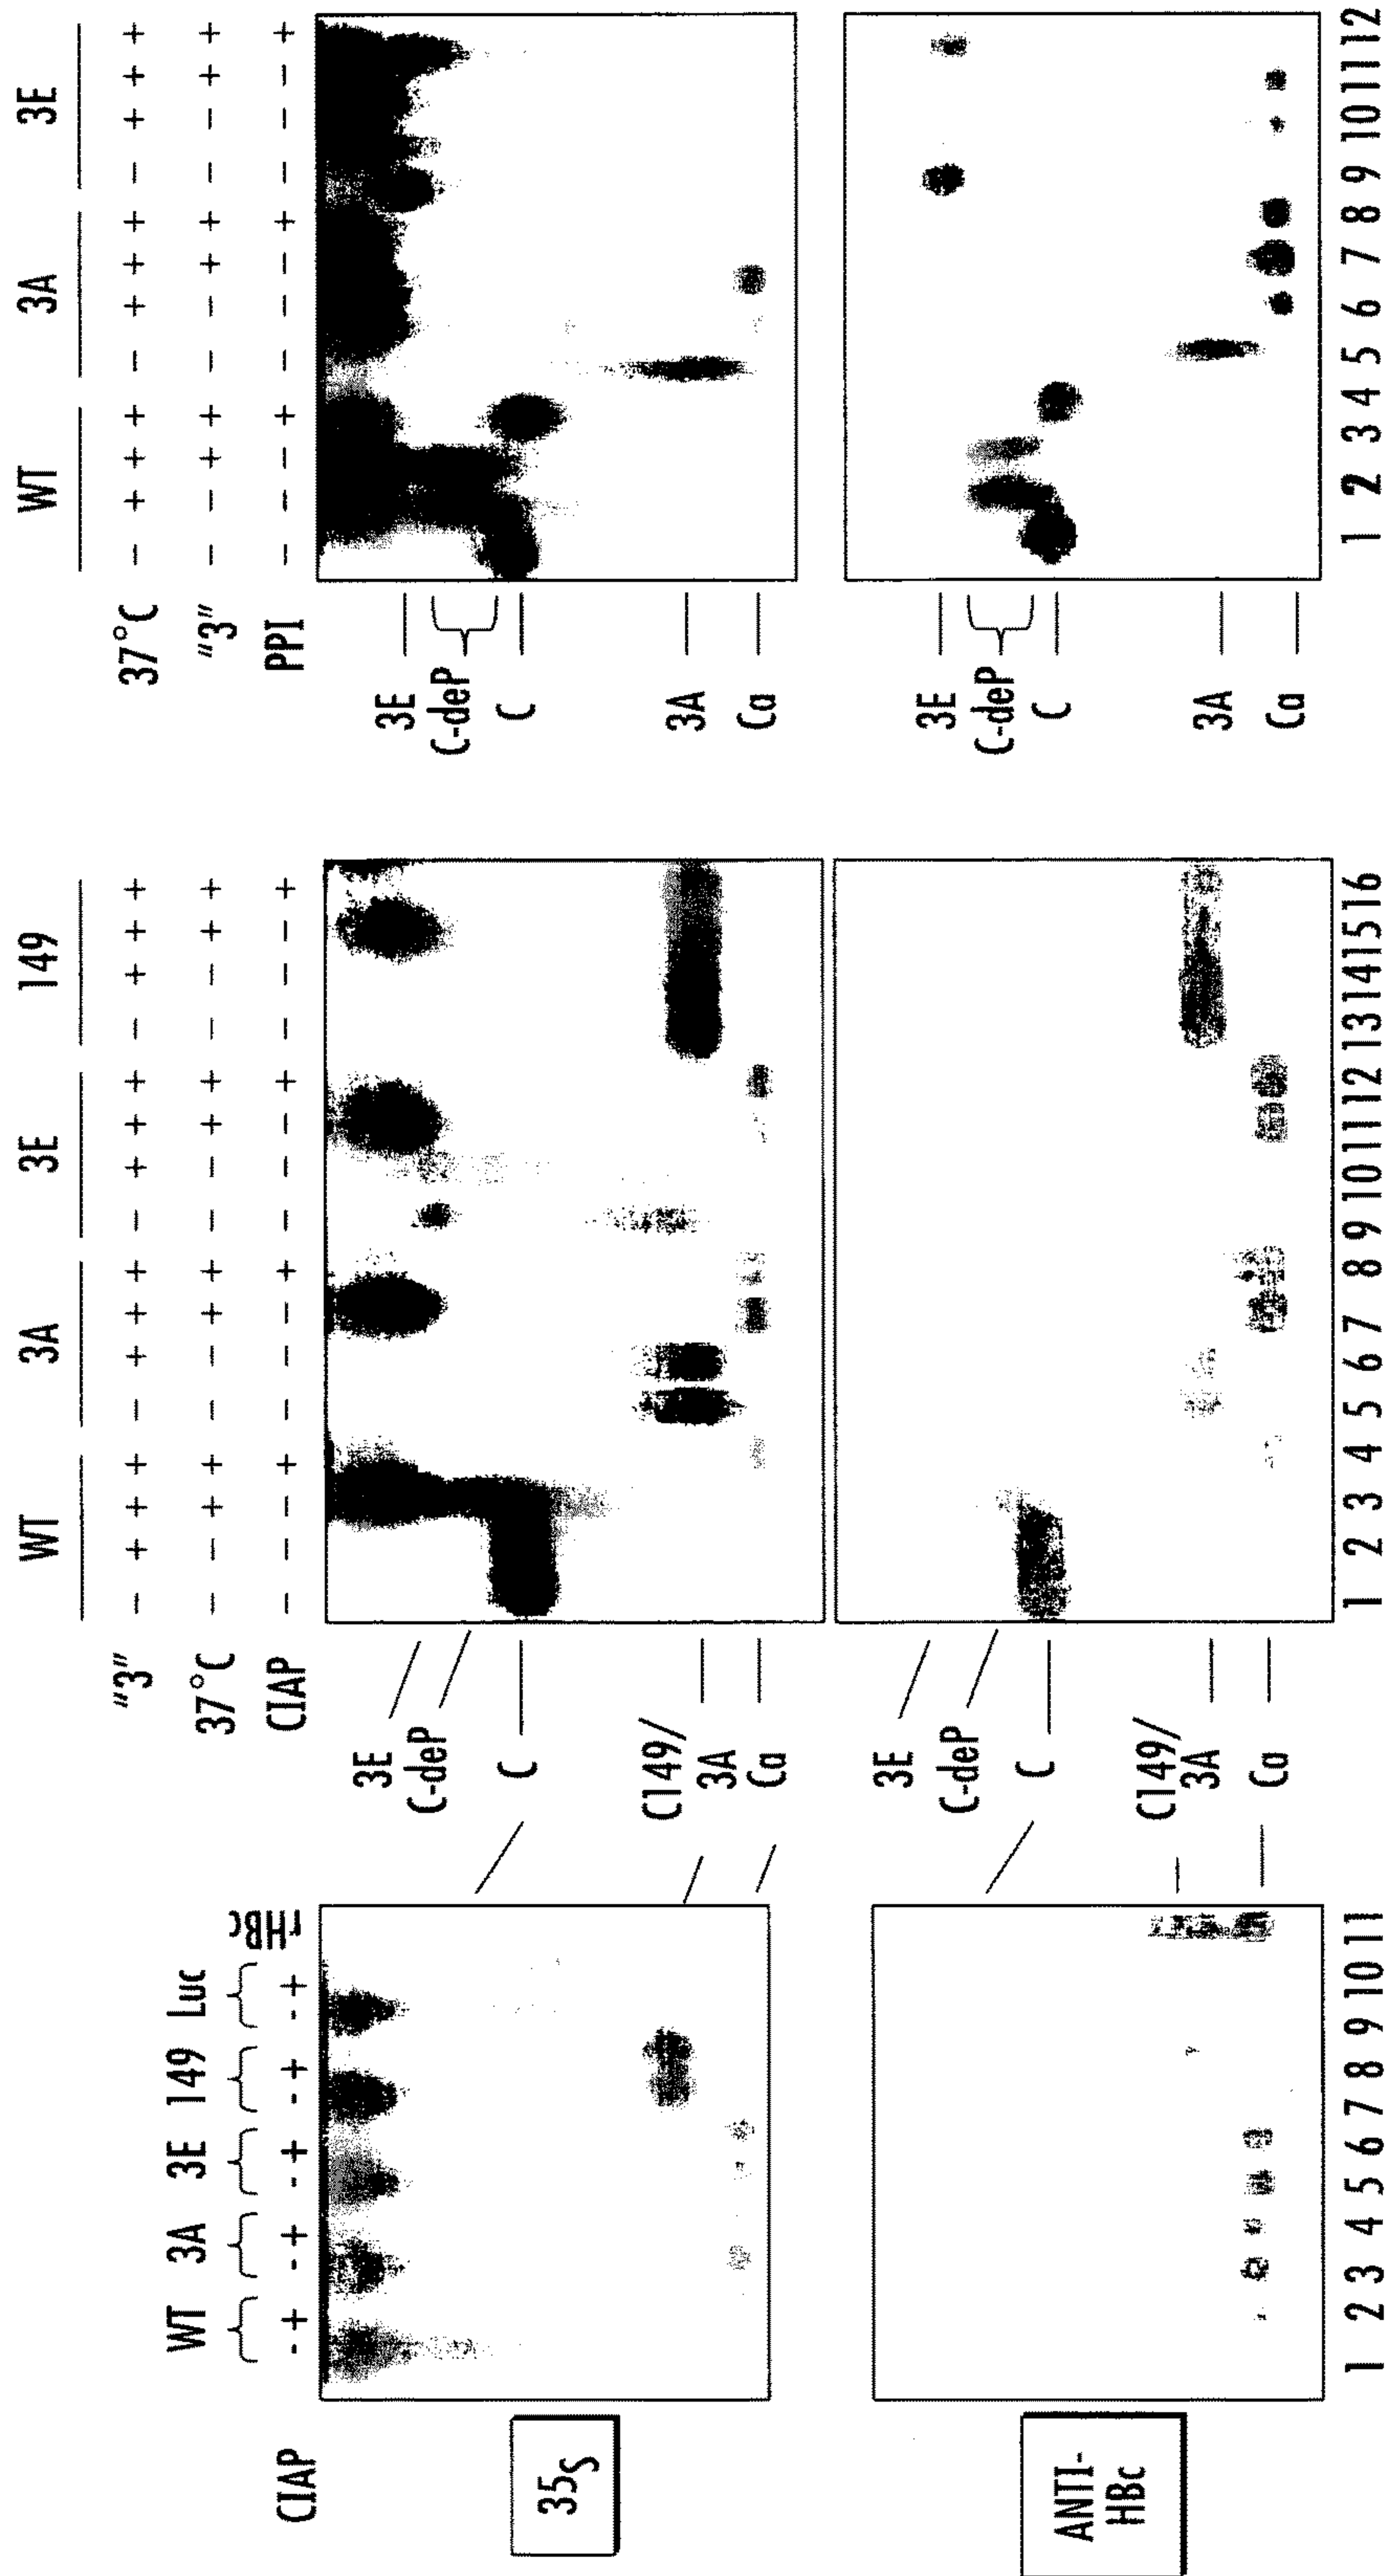 CIAP
WT 3A 3E 149 Luc rHBc
- + - + - + - + - +
35S
ANTI-
HBc
1 2 3 4 5 6 7 8 9 10 11
WT 3A 3E 149
"3" - + + + - + + + - + + + - + + +
37°C - - + + - - + + - - + + - - + +
CIAP - - - + - - - + - - - + - - - +
3E
C-deP
C
C149/
3A
Ca
3E
C-deP
C
C149/
3A
Ca
1 2 3 4 5 6 7 8 9 10 11 12 13 14 15 16
WT 3A 3E
37°C - + + + - + + + - + + +
"3" - - + + - - + + - - + +
PPI - - - + - - - + - - - +
3E
C-deP
C
3A
Ca
3E
C-deP
C
3A
Ca
1 2 3 4 5 6 7 8 9 10 11 12